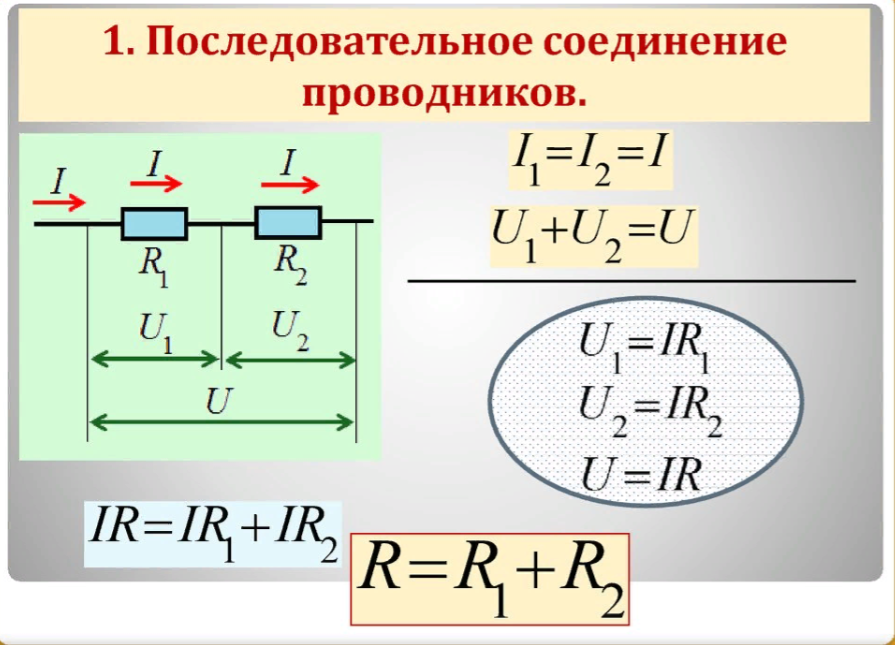 1. Последовательное соединение
проводников.
I I I
R₁ R₂
U₁ U₂
U
I₁=I₂=I
U₁+U₂=U
U₁=IR₁
U₂=IR₂
U=IR
IR=IR₁+IR₂
R=R₁+R₂